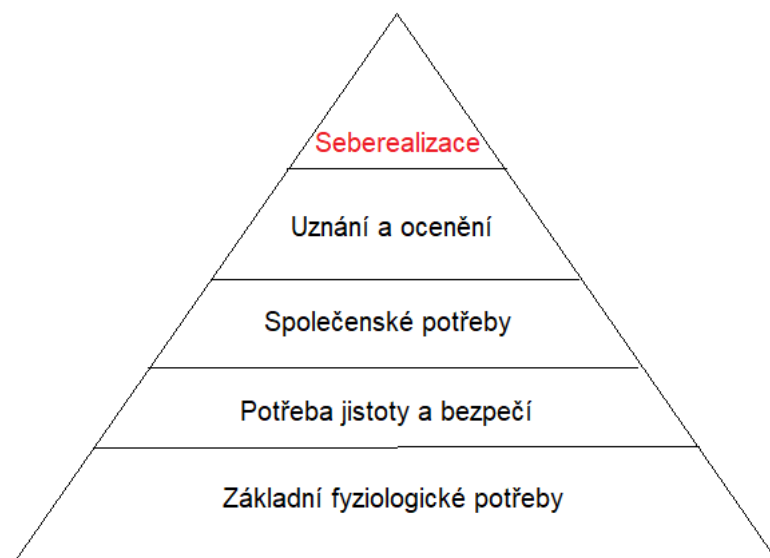 Seberealizace
Uznání a ocenění
Společenské potřeby
Potřeba jistoty a bezpečí
Základní fyziologické potřeby